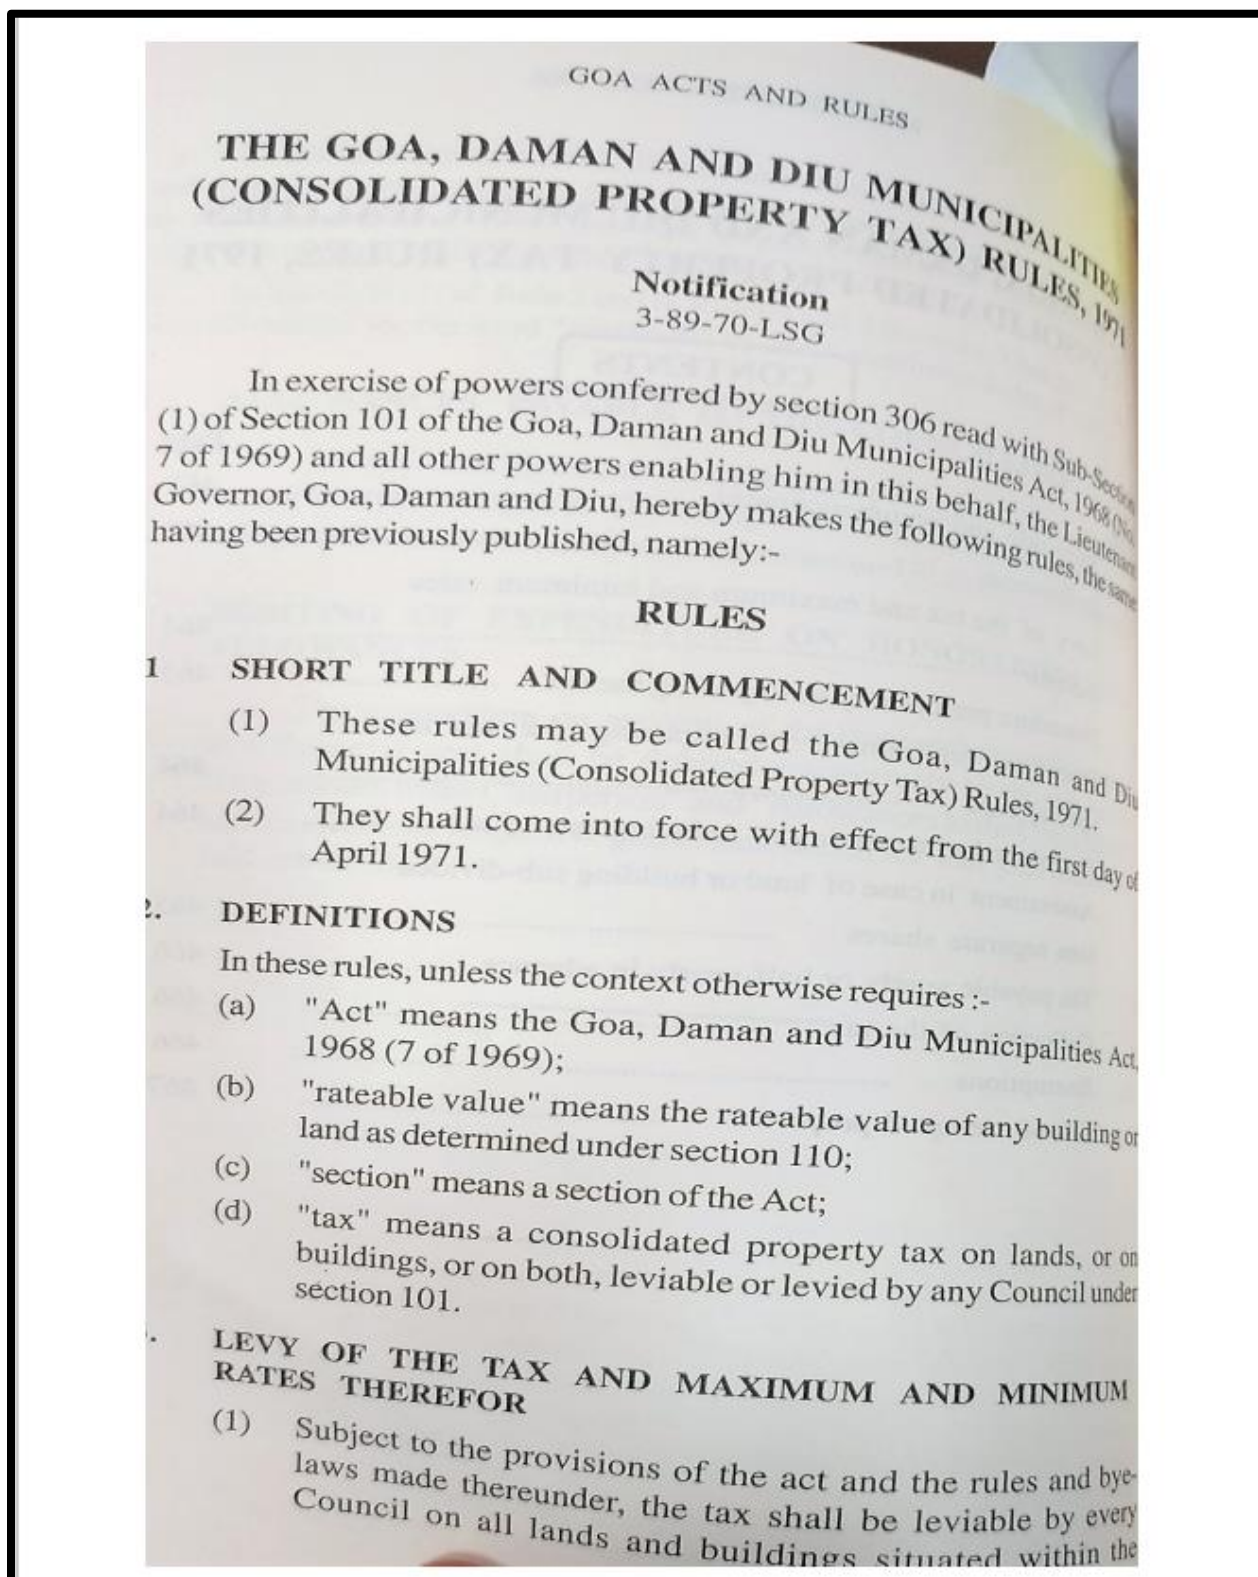 GOA ACTS AND RULES
THE GOA, DAMAN AND DIU MUNICIPALITIES
(CONSOLIDATED PROPERTY TAX) RULES, 1971
Notification
3-89-70-LSG
In exercise of powers conferred by section 306 read with Sub-Section
(1) of Section 101 of the Goa, Daman and Diu Municipalities Act, 1968 (No.
7 of 1969) and all other powers enabling him in this behalf, the Lieutenant
Governor, Goa, Daman and Diu, hereby makes the following rules, the same
having been previously published, namely:-
RULES
1 SHORT TITLE AND COMMENCEMENT
(1) These rules may be called the Goa, Daman and Diu
Municipalities (Consolidated Property Tax) Rules, 1971.
(2) They shall come into force with effect from the first day of
April 1971.
2. DEFINITIONS
In these rules, unless the context otherwise requires :-
(a) "Act" means the Goa, Daman and Diu Municipalities Act,
1968 (7 of 1969);
(b) "rateable value" means the rateable value of any building or
land as determined under section 110;
(c) "section" means a section of the Act;
(d) "tax" means a consolidated property tax on lands, or on
buildings, or on both, leviable or levied by any Council under
section 101.
LEVY OF THE TAX AND MAXIMUM AND MINIMUM
RATES THEREFOR
(1) Subject to the provisions of the act and the rules and bye-
laws made thereunder, the tax shall be leviable by every
Council on all lands and buildings situated within the